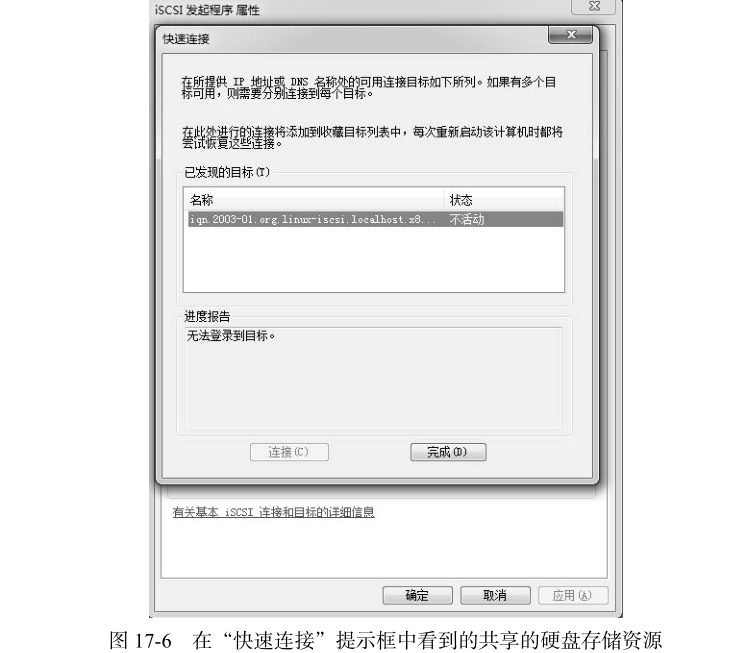 iSCSI 发起程序 属性
快速连接
在所提供 IP 地址或 DNS 名称处的可用连接目标如下所列。如果有多个目
标可用，则需要分别连接到每个目标。
在此处进行的连接将添加到收藏目标列表中，每次重新启动该计算机时都将
尝试恢复这些连接。
已发现的目标(T)
名称 状态
iqn.2003-01.org.linux-iscsi.localhost.x8... 不活动
进度报告
无法登录到目标。
连接(C) 完成(D)
有关基本 iSCSI 连接和目标的详细信息
确定 取消 应用(A)
图 17-6 在“快速连接”提示框中看到的共享的硬盘存储资源